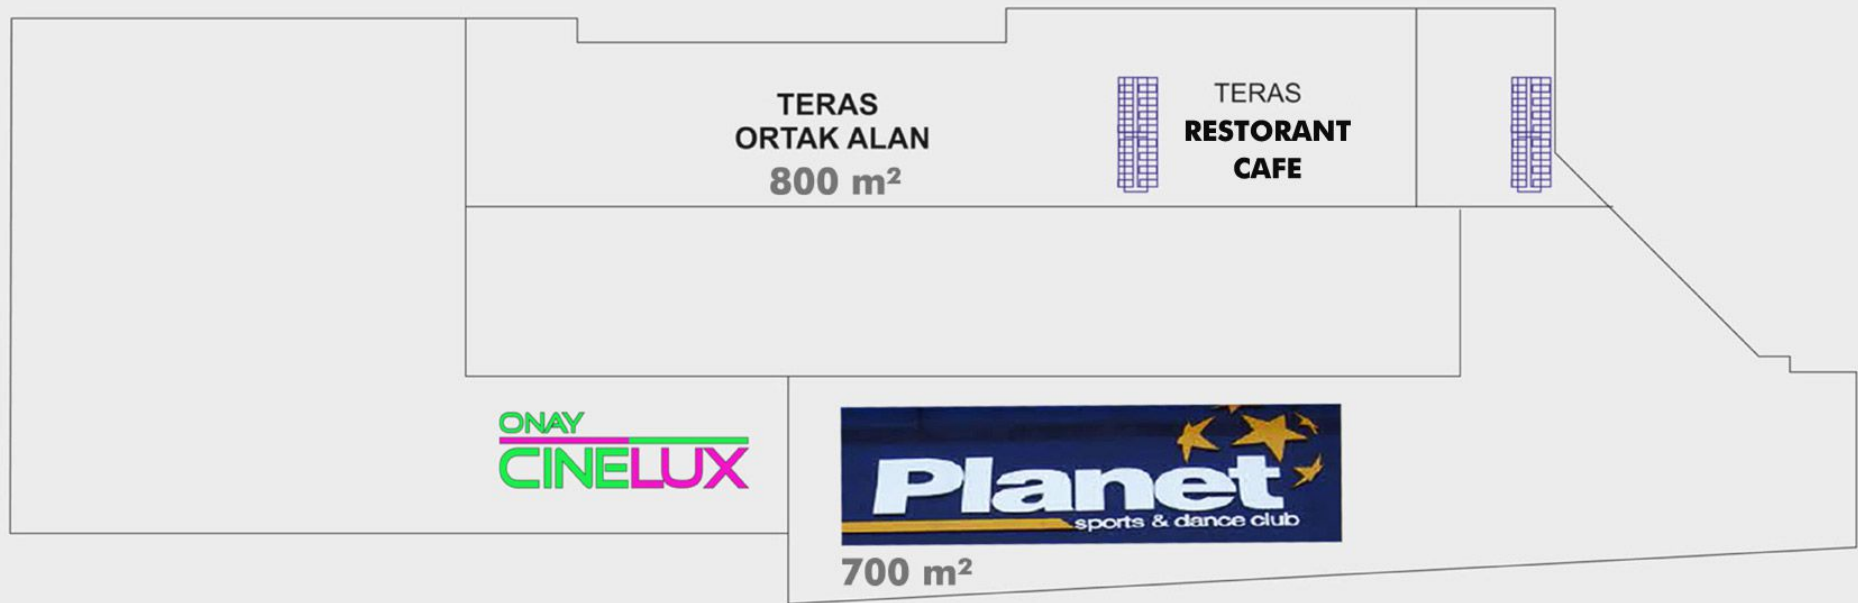 TERAS
ORTAK ALAN
800 m²
TERAS
RESTORANT
CAFE
ONAY
CINELUX
Planet
sports & dance club
700 m²